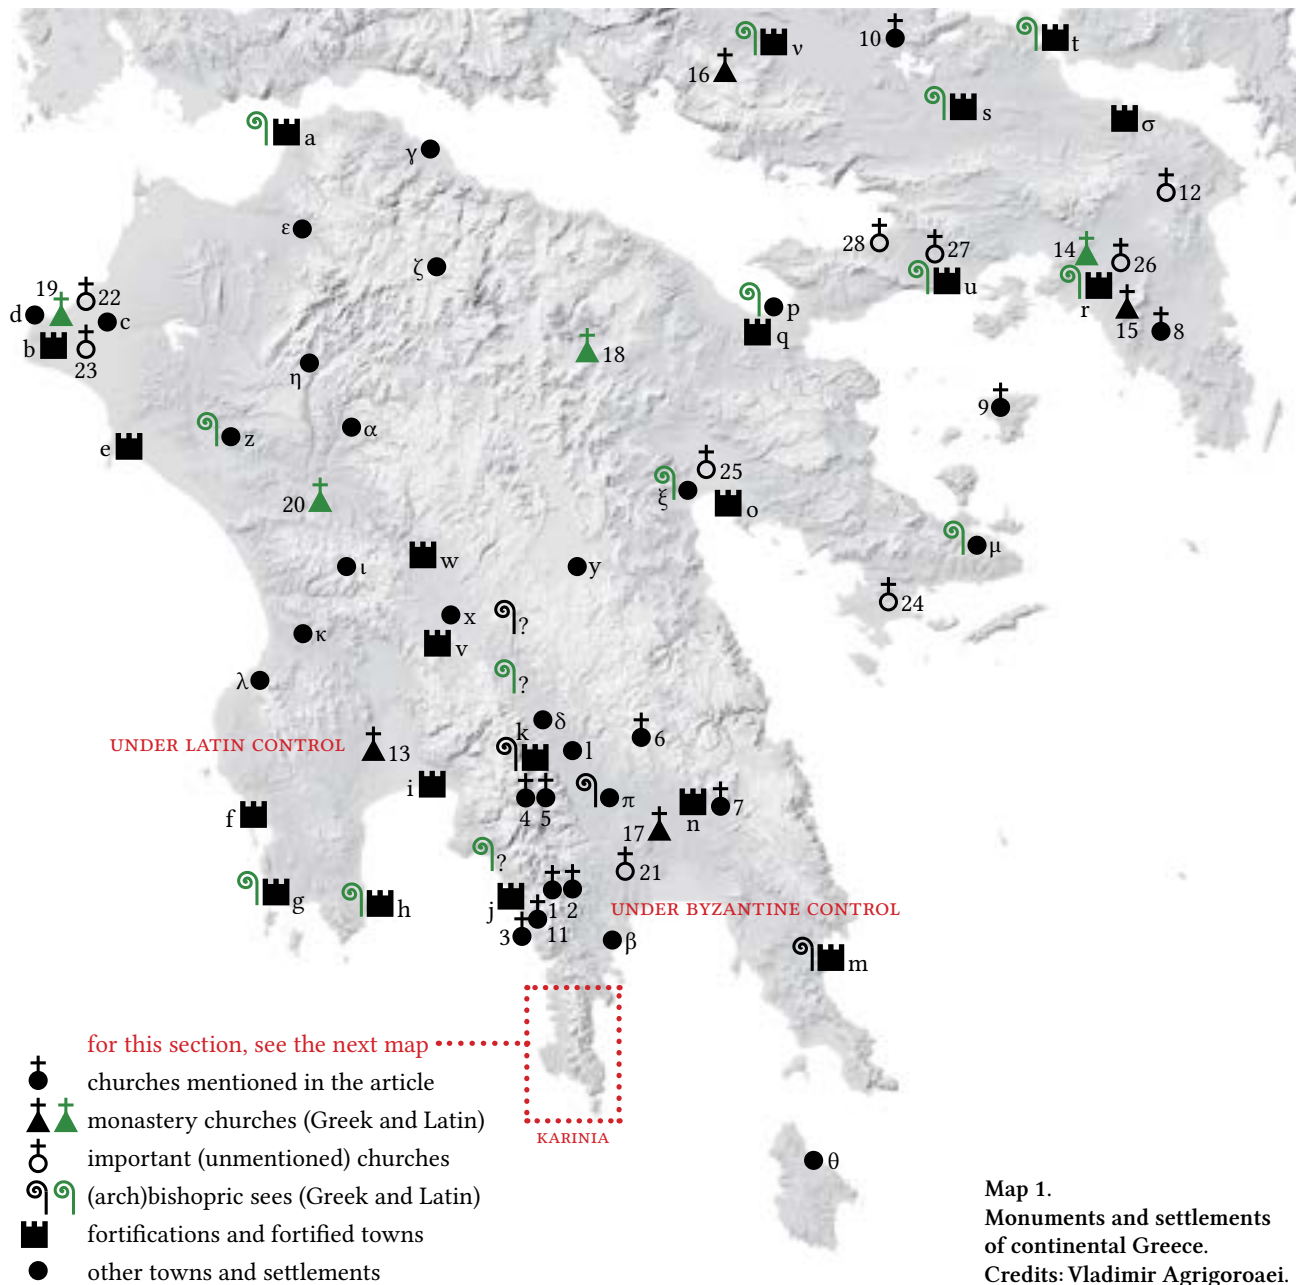 10
ν
t
16
s
a
σ
γ
12
ε
28
27
14
26
ζ
19
22
u
d
c
p
r
15
8
b
23
q
18
η
9
z
α
e
25
ξ
o
20
μ
w
ι
y
24
x
?
κ
v
λ
?
δ
k
6
UNDER LATIN CONTROL
13
l
i
π
n
7
f
4
5
17
?
21
g
h
j
1
2
UNDER BYZANTINE CONTROL
3
11
β
m
for this section, see the next map
churches mentioned in the article
monastery churches (Greek and Latin)
KARINIA
important (unmentioned) churches
θ
(arch)bishopric sees (Greek and Latin)
Map 1.
Monuments and settlements
fortifications and fortified towns
of continental Greece.
other towns and settlements
Credits: Vladimir Agrigoroaei.